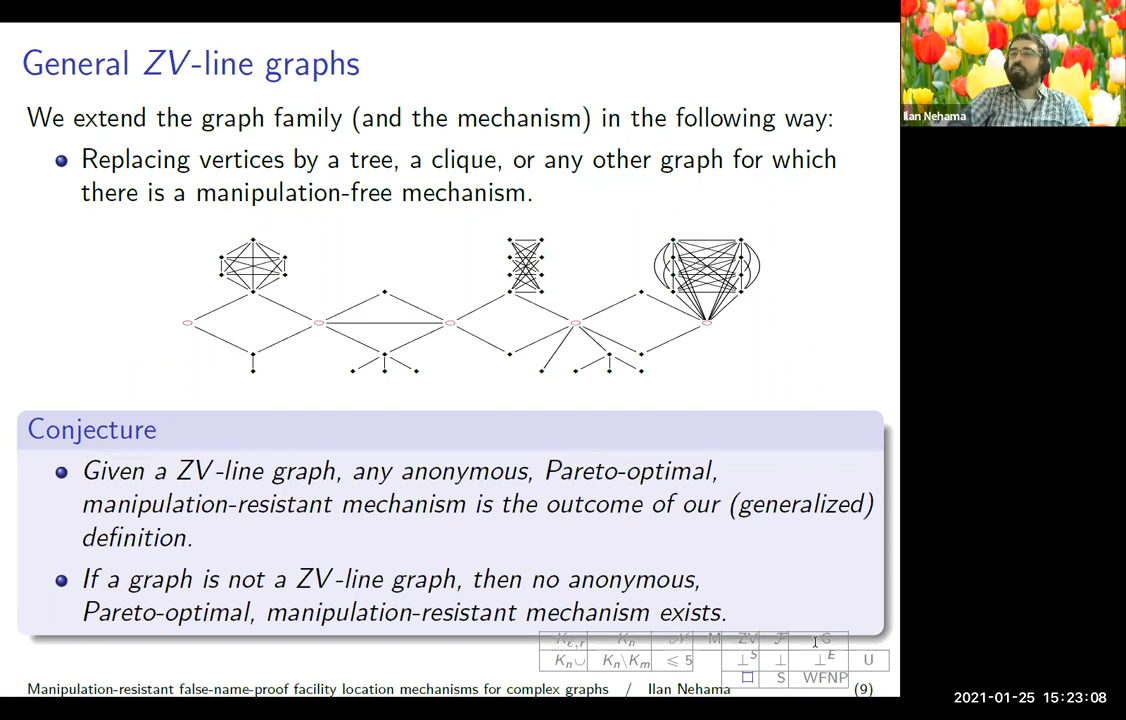 General ZV-line graphs
We extend the graph family (and the mechanism) in the following way:
Replacing vertices by a tree, a clique, or any other graph for which
there is a manipulation-free mechanism.
Ilan Nehama
Conjecture
Given a ZV-line graph, any anonymous, Pareto-optimal,
manipulation-resistant mechanism is the outcome of our (generalized)
definition.
If a graph is not a ZV-line graph, then no anonymous,
Pareto-optimal, manipulation-resistant mechanism exists.
Kℓ,r Kn M ZV F G
Kn∪ Kn\Km ⩽ 5 ⊥S ⊥ ⊥E U
□ S WFNP
Manipulation-resistant false-name-proof facility location mechanisms for complex graphs / Ilan Nehama (9)
2021-01-25 15:23:08